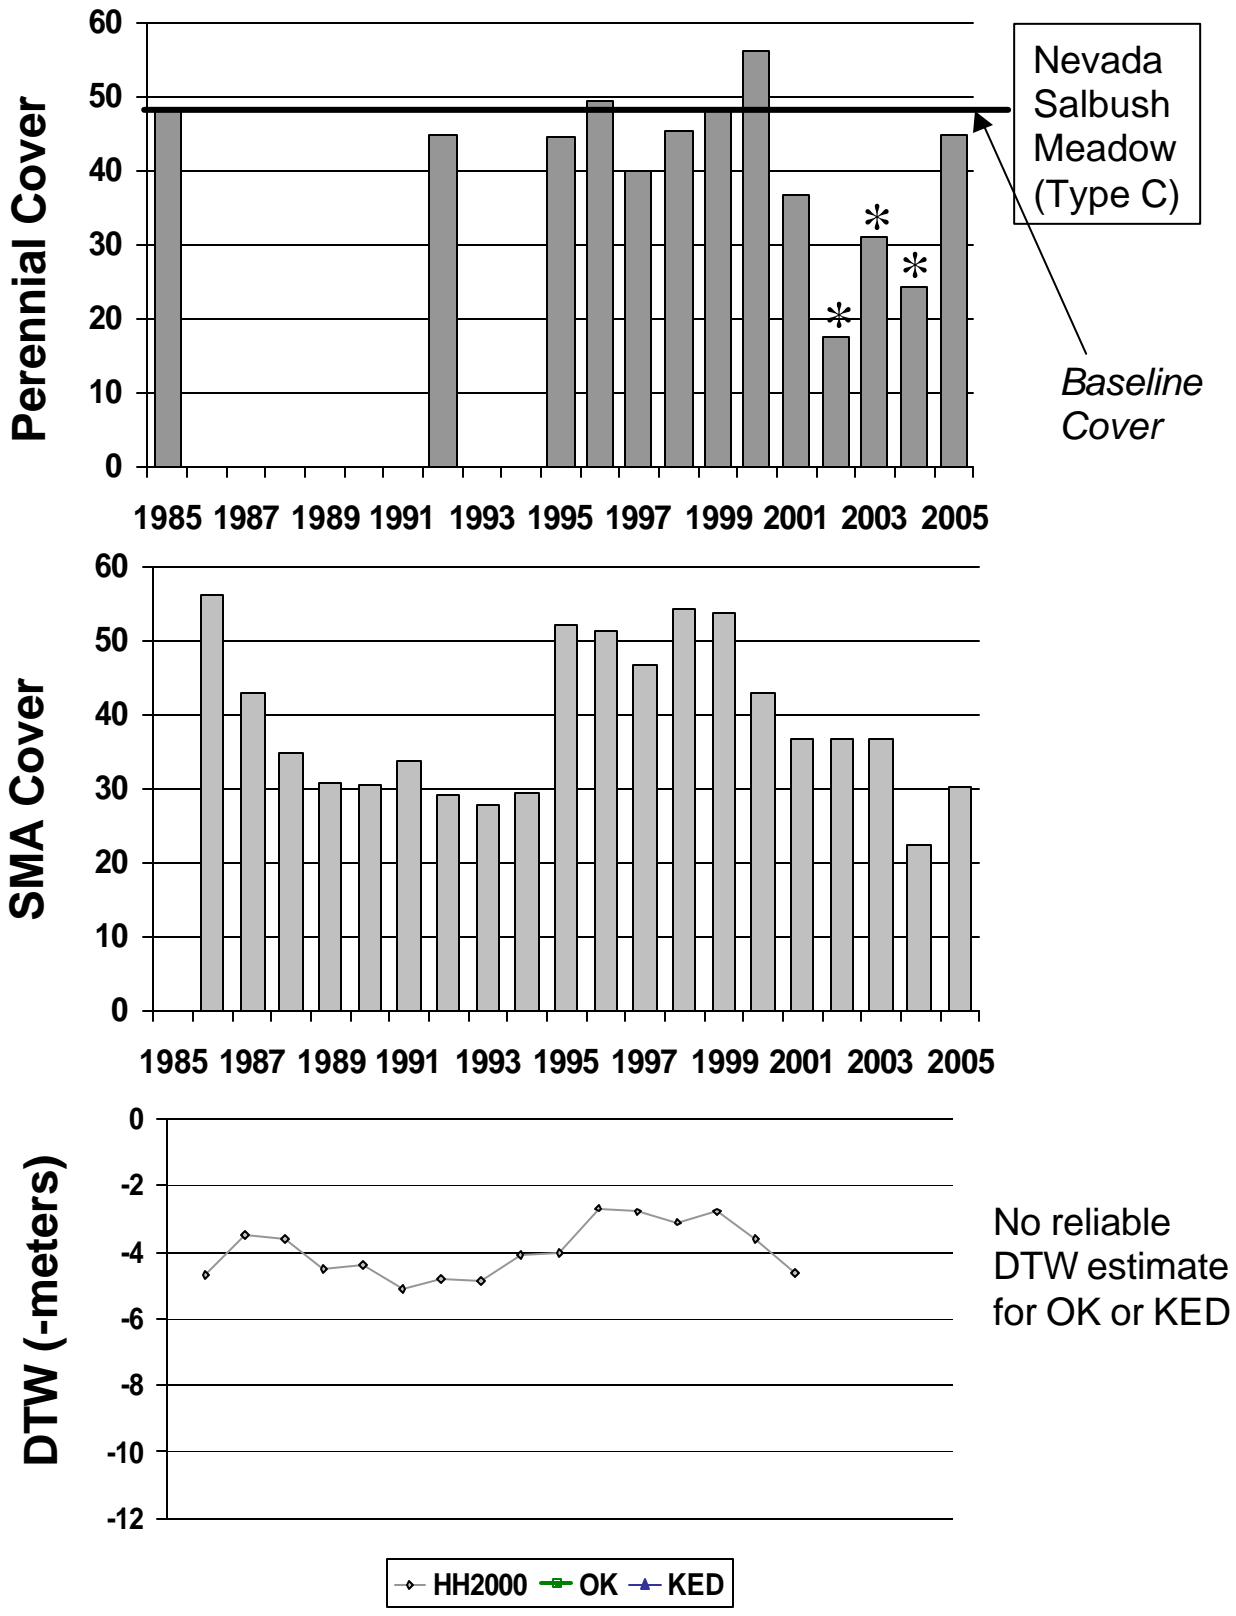 Perennial Cover
60
50
40
30
20
10
0
1985 1987 1989 1991 1993 1995 1997 1999 2001 2003 2005
*
*
*
*
Nevada
Salbush
Meadow
(Type C)
Baseline
Cover
SMA Cover
60
50
40
30
20
10
0
1985 1987 1989 1991 1993 1995 1997 1999 2001 2003 2005
DTW (-meters)
0
-2
-4
-6
-8
-10
-12
No reliable
DTW estimate
for OK or KED
HH2000 OK KED